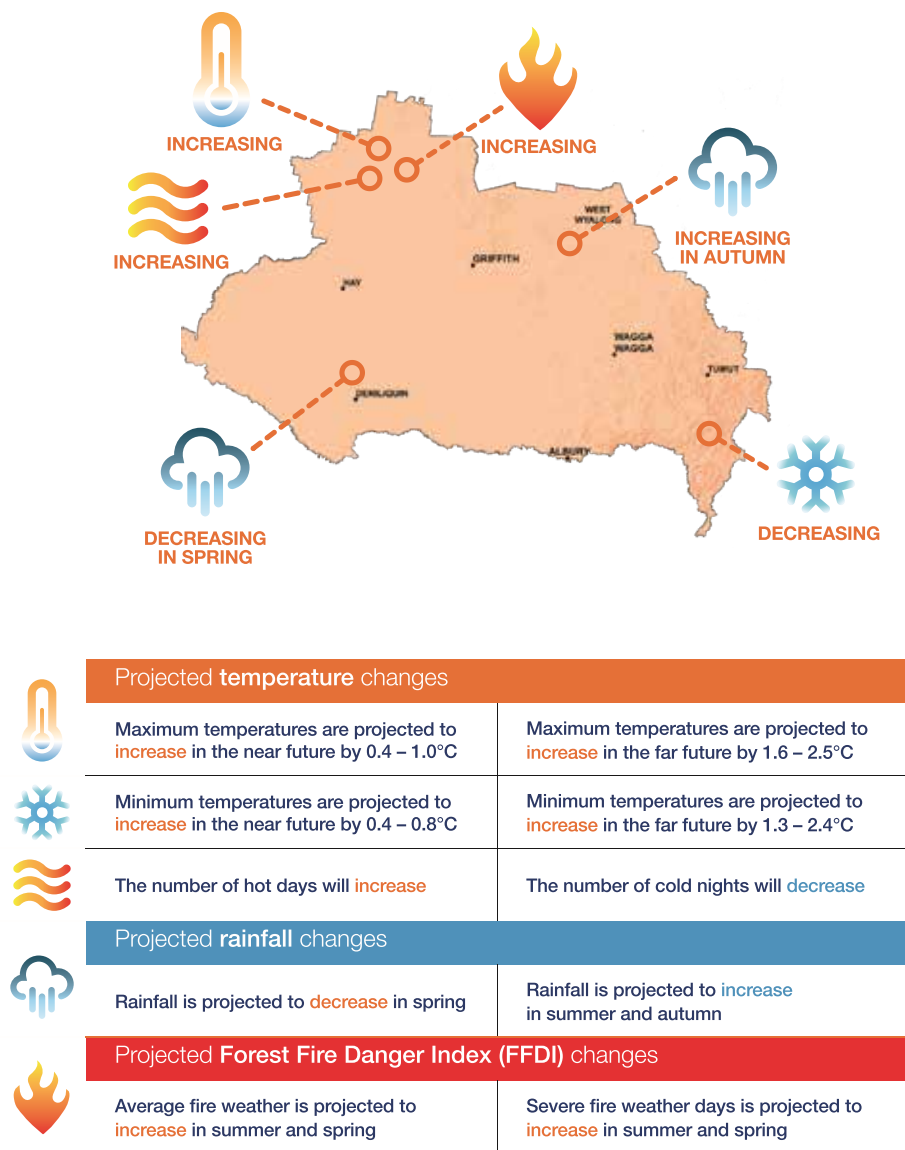 INCREASING
INCREASING
WEST
WYALONG
INCREASING
IN AUTUMN
INCREASING
GRIFFITH
HAY
WAGGA
WAGGA
TUMUT
DENILIQUIN
ALBURY
DECREASING
IN SPRING
DECREASING
Projected temperature changes
Maximum temperatures are projected to
increase in the near future by 0.4 – 1.0°C
Maximum temperatures are projected to
increase in the far future by 1.6 – 2.5°C
Minimum temperatures are projected to
increase in the near future by 0.4 – 0.8°C
Minimum temperatures are projected to
increase in the far future by 1.3 – 2.4°C
The number of hot days will increase
The number of cold nights will decrease
Projected rainfall changes
Rainfall is projected to decrease in spring
Rainfall is projected to increase
in summer and autumn
Projected Forest Fire Danger Index (FFDI) changes
Average fire weather is projected to
increase in summer and spring
Severe fire weather days is projected to
increase in summer and spring